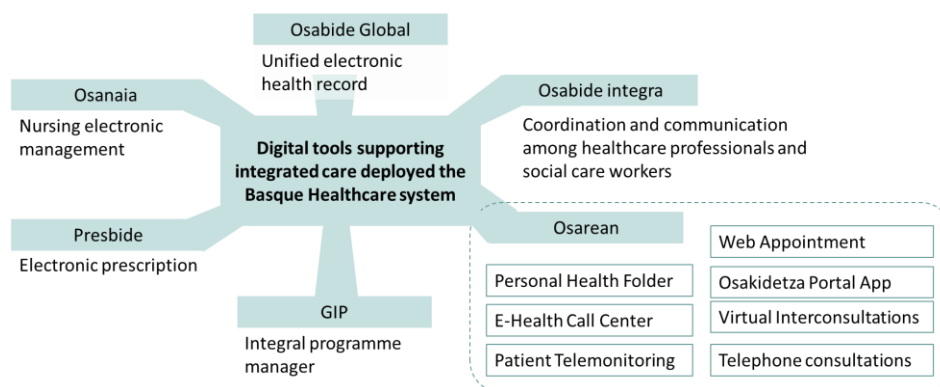 Osabide Global
Unified electronic
health record
Osanaia
Nursing electronic
management
Osabide integra
Coordination and communication
among healthcare professionals and
social care workers
Digital tools supporting
integrated care deployed the
Basque Healthcare system
Presbide
Electronic prescription
GIP
Integral programme
manager
Osarean
Personal Health Folder
E-Health Call Center
Patient Telemonitoring
Web Appointment
Osakidetza Portal App
Virtual Interconsultations
Telephone consultations